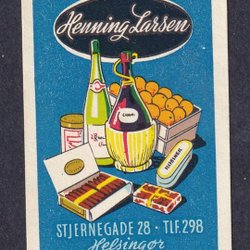 Henning Larsen
STJERNEGADE 28 · TLF. 298
Helsingør